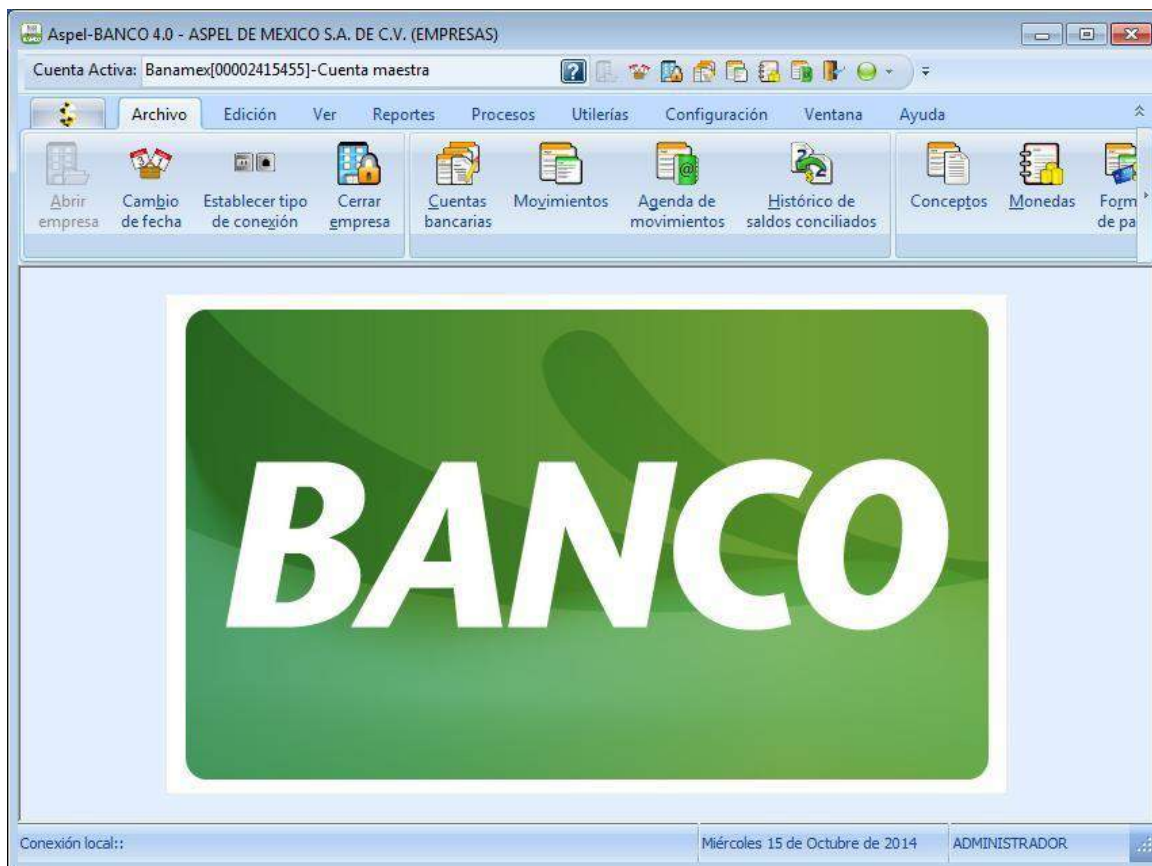 Aspel-BANCO 4.0 - ASPEL DE MEXICO S.A. DE C.V. (EMPRESAS)
Cuenta Activa: Banamex[00002415455]-Cuenta maestra
Archivo Edición Ver Reportes Procesos Utilerías Configuración Ventana Ayuda
Abrir Cambio Establecer tipo Cerrar Cuentas Movimientos Agenda de Histórico de Conceptos Monedas Form
empresa de fecha de conexión empresa bancarias movimientos saldos conciliados de pa
BANCO
Conexión local:: Miércoles 15 de Octubre de 2014 ADMINISTRADOR